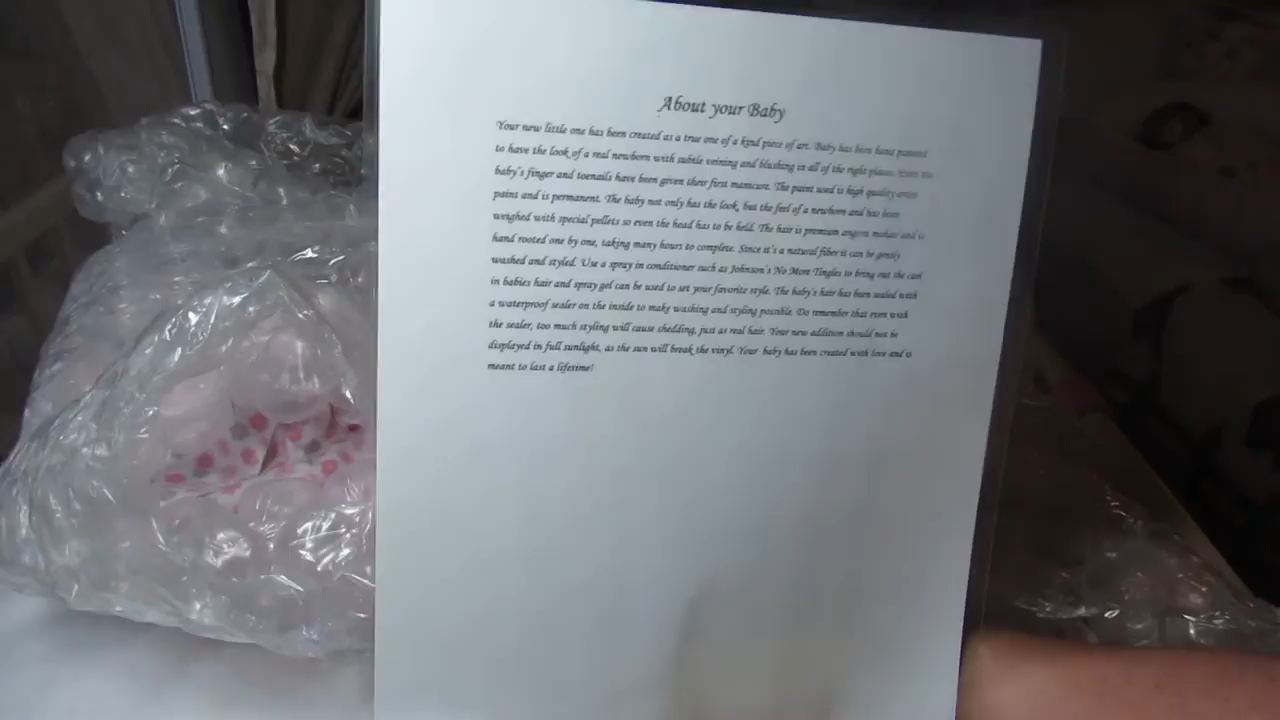 About your Baby
Your new little one has been created as a true one of a kind piece of art. Baby has been hand painted
to have the look of a real newborn with subtle veining and blushing in all of the right places. Even the
baby's finger and toenails have been given their first manicure. The paint used is high quality artist
paint and is permanent. The baby not only has the look, but the feel of a newborn and has been
weighed with special pellets so even the head has to be held. The hair is premium angora mohair and is
hand rooted one by one, taking many hours to complete. Since it's a natural fiber it can be gently
washed and styled. Use a spray in conditioner such as Johnson's No More Tingles to bring out the curl
in babies hair and spray gel can be used to set your favorite style. The baby's hair has been sealed with
a waterproof sealer on the inside to make washing and styling possible. Do remember that even with
the sealer, too much styling will cause shedding, just as real hair. Your new addition should not be
displayed in full sunlight, as the sun will break the vinyl. Your baby has been created with love and is
meant to last a lifetime!